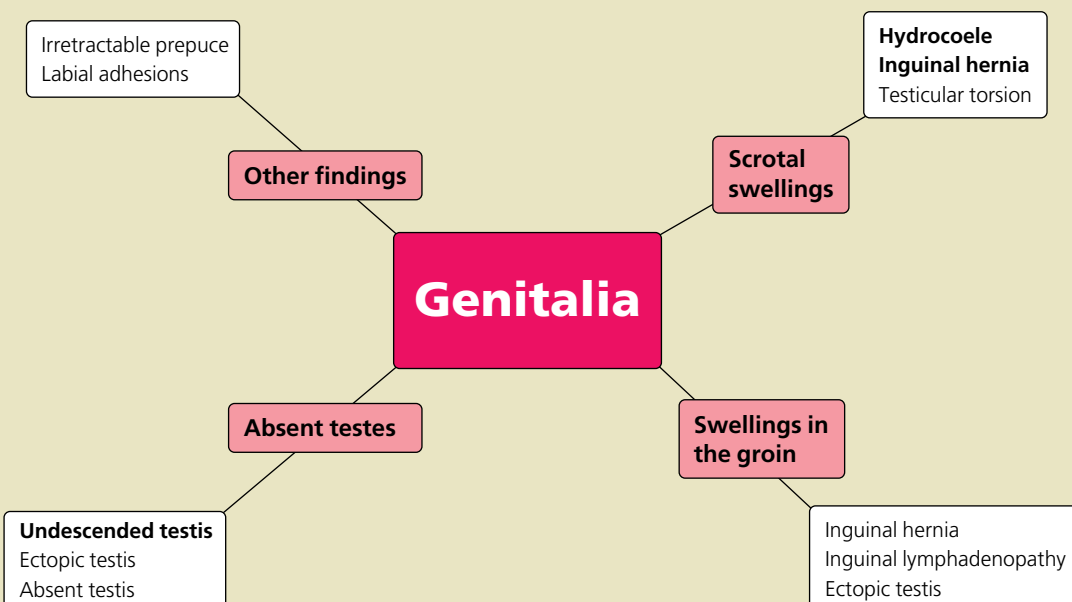 Irretractable prepuce
Labial adhesions
Hydrocoele
Inguinal hernia
Testicular torsion
Other findings
Scrotal
swellings
Genitalia
Absent testes
Swellings in
the groin
Undescended testis
Ectopic testis
Absent testis
Inguinal hernia
Inguinal lymphadenopathy
Ectopic testis